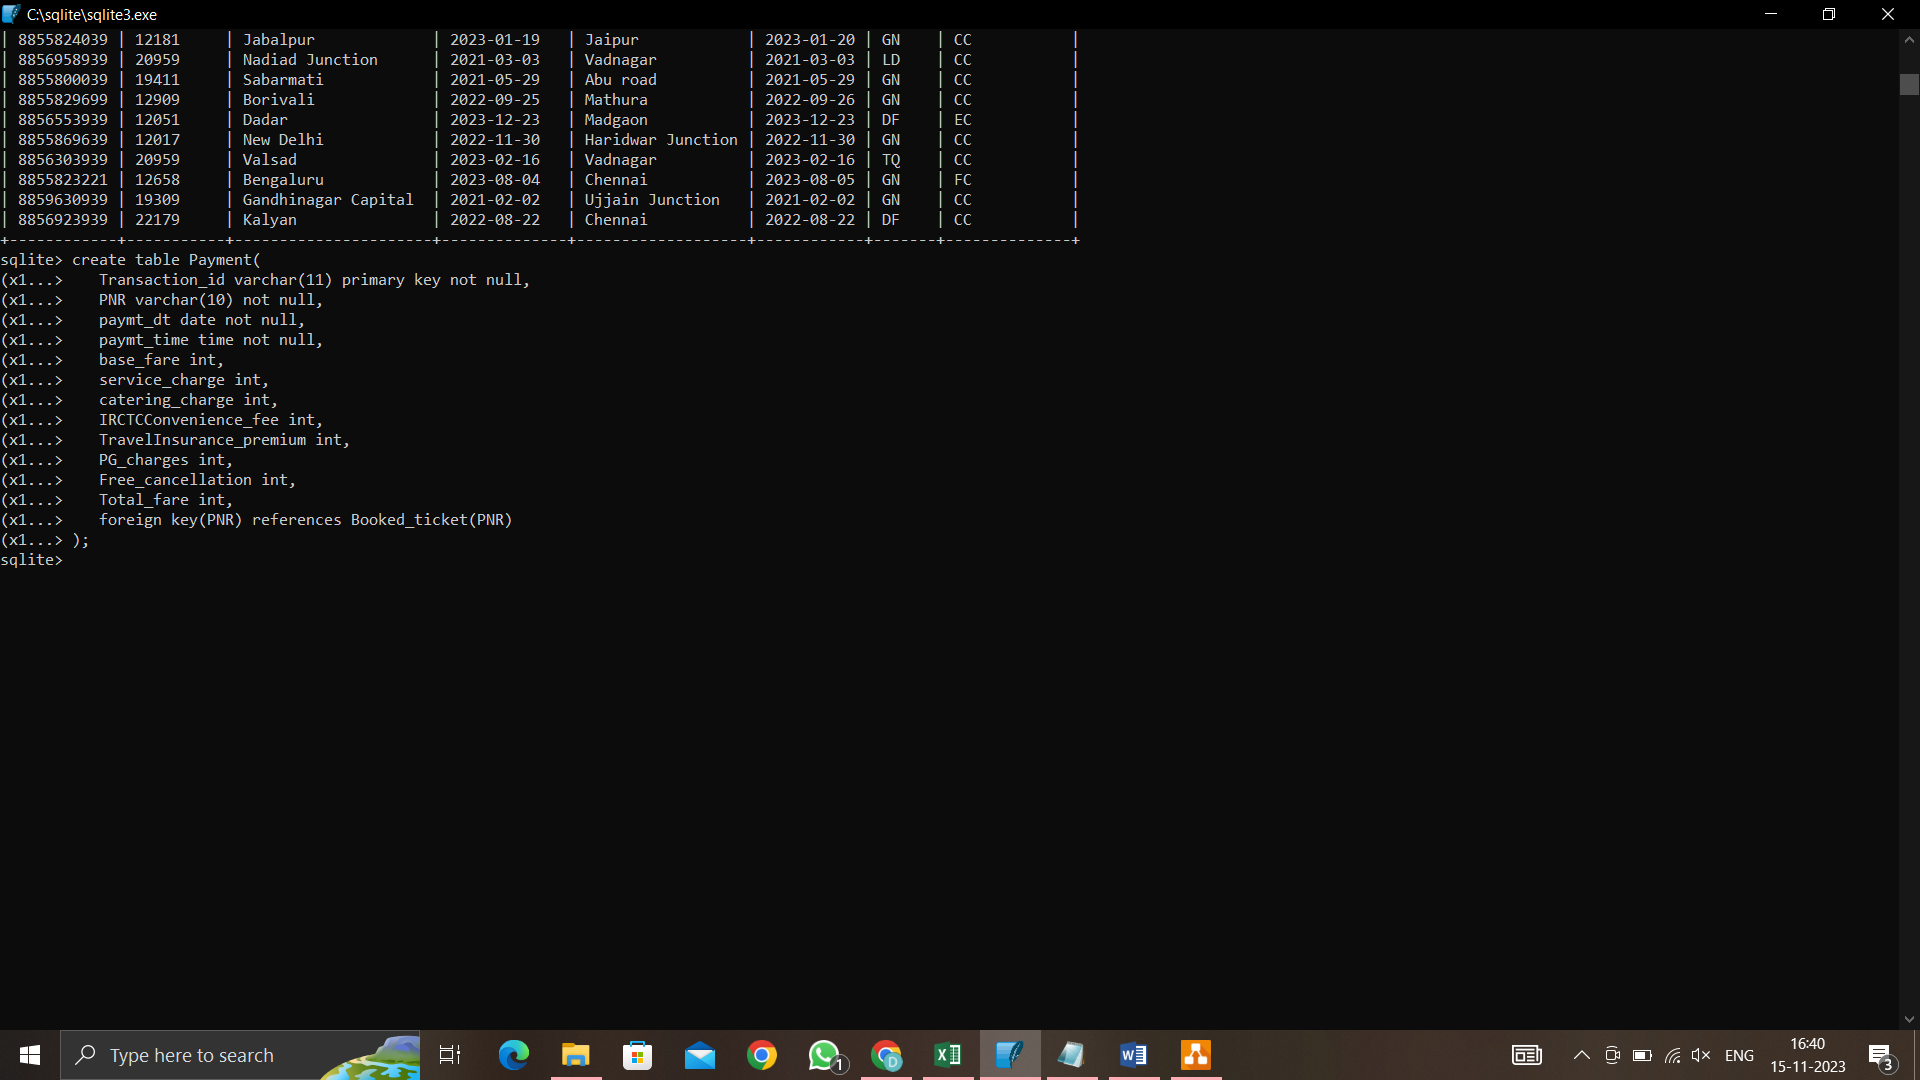 C:\sqlite\sqlite3.exe
| 8855824039 | 12181     | Jabalpur             | 2023-01-19   | Jaipur            | 2023-01-20 | GN    | CC           |
| 8856958939 | 20959     | Nadiad Junction      | 2021-03-03   | Vadnagar          | 2021-03-03 | LD    | CC           |
| 8855800039 | 19411     | Sabarmati            | 2021-05-29   | Abu road          | 2021-05-29 | GN    | CC           |
| 8855829699 | 12909     | Borivali             | 2022-09-25   | Mathura           | 2022-09-26 | GN    | CC           |
| 8856553939 | 12051     | Dadar                | 2023-12-23   | Madgaon           | 2023-12-23 | DF    | EC           |
| 8855869639 | 12017     | New Delhi            | 2022-11-30   | Haridwar Junction | 2022-11-30 | GN    | CC           |
| 8856303939 | 20959     | Valsad               | 2023-02-16   | Vadnagar          | 2023-02-16 | TQ    | CC           |
| 8855823221 | 12658     | Bengaluru            | 2023-08-04   | Chennai           | 2023-08-05 | GN    | FC           |
| 8859630939 | 19309     | Gandhinagar Capital  | 2021-02-02   | Ujjain Junction   | 2021-02-02 | GN    | CC           |
| 8856923939 | 22179     | Kalyan               | 2022-08-22   | Chennai           | 2022-08-22 | DF    | CC           |
+------------+-----------+----------------------+--------------+-------------------+------------+-------+--------------+
sqlite> create table Payment(
(x1...>    Transaction_id varchar(11) primary key not null,
(x1...>    PNR varchar(10) not null,
(x1...>    paymt_dt date not null,
(x1...>    paymt_time time not null,
(x1...>    base_fare int,
(x1...>    service_charge int,
(x1...>    catering_charge int,
(x1...>    IRCTCConvenience_fee int,
(x1...>    TravelInsurance_premium int,
(x1...>    PG_charges int,
(x1...>    Free_cancellation int,
(x1...>    Total_fare int,
(x1...>    foreign key(PNR) references Booked_ticket(PNR)
(x1...> );
sqlite>
Type here to search
1
D
ENG
16:40
15-11-2023
3